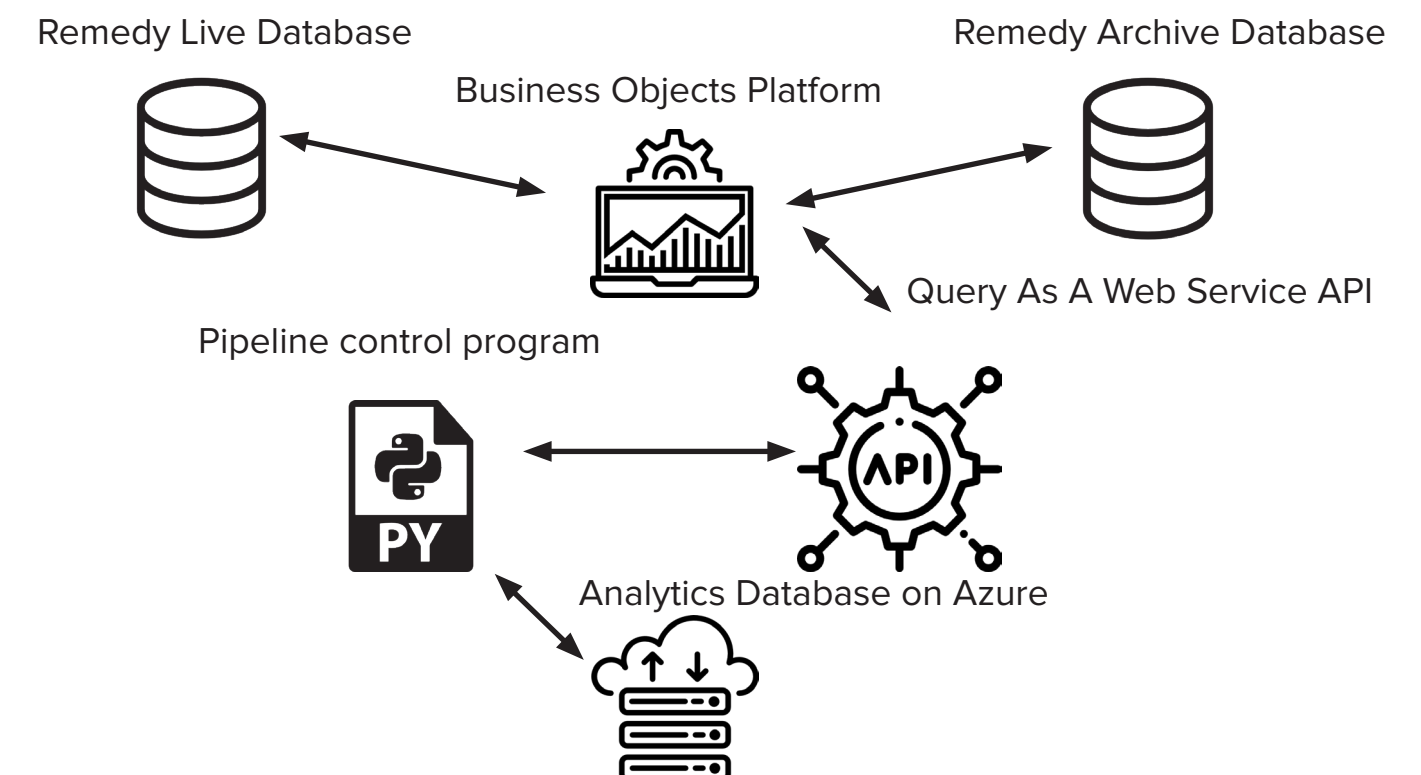 Remedy Live Database
Remedy Archive Database
Business Objects Platform
Query As A Web Service API
Pipeline control program
API
PY
Analytics Database on Azure